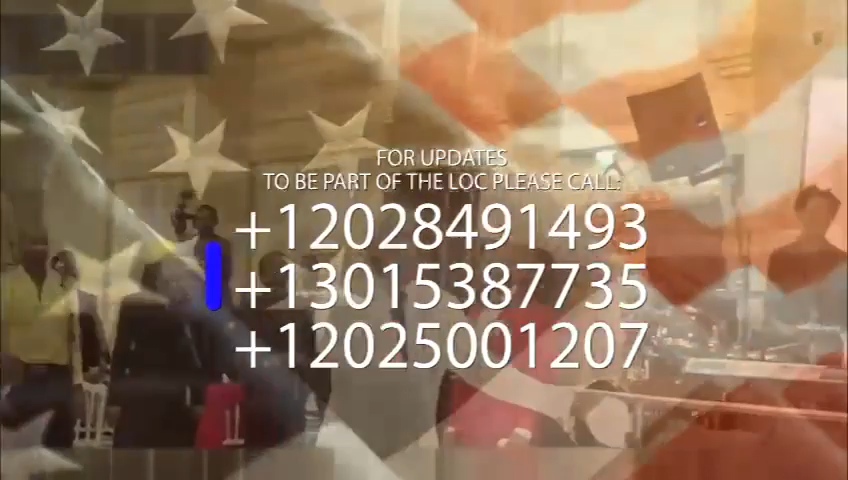 FOR UPDATES
TO BE PART OF THE LOC PLEASE CALL:
+12028491493
+13015387735
+12025001207